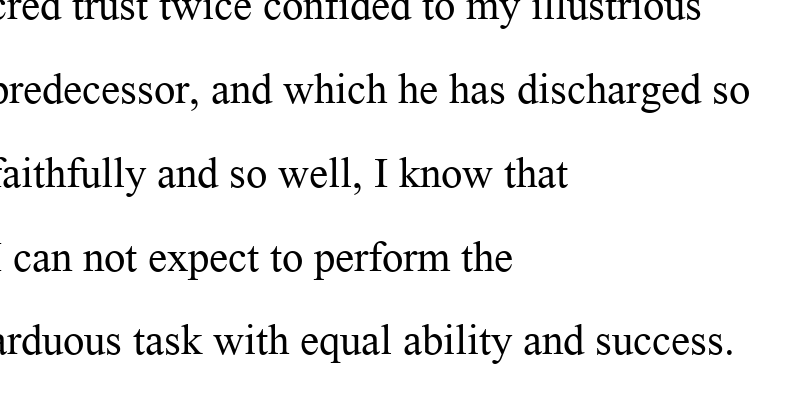 cred trust twice confided to my illustrious
predecessor, and which he has discharged so
faithfully and so well, I know that
I can not expect to perform the
arduous task with equal ability and success.